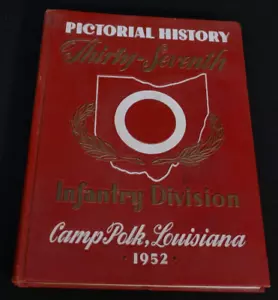 PICTORIAL HISTORY
Thirty-Seventh
Infantry Division
Camp Polk, Louisiana
· 1952 ·